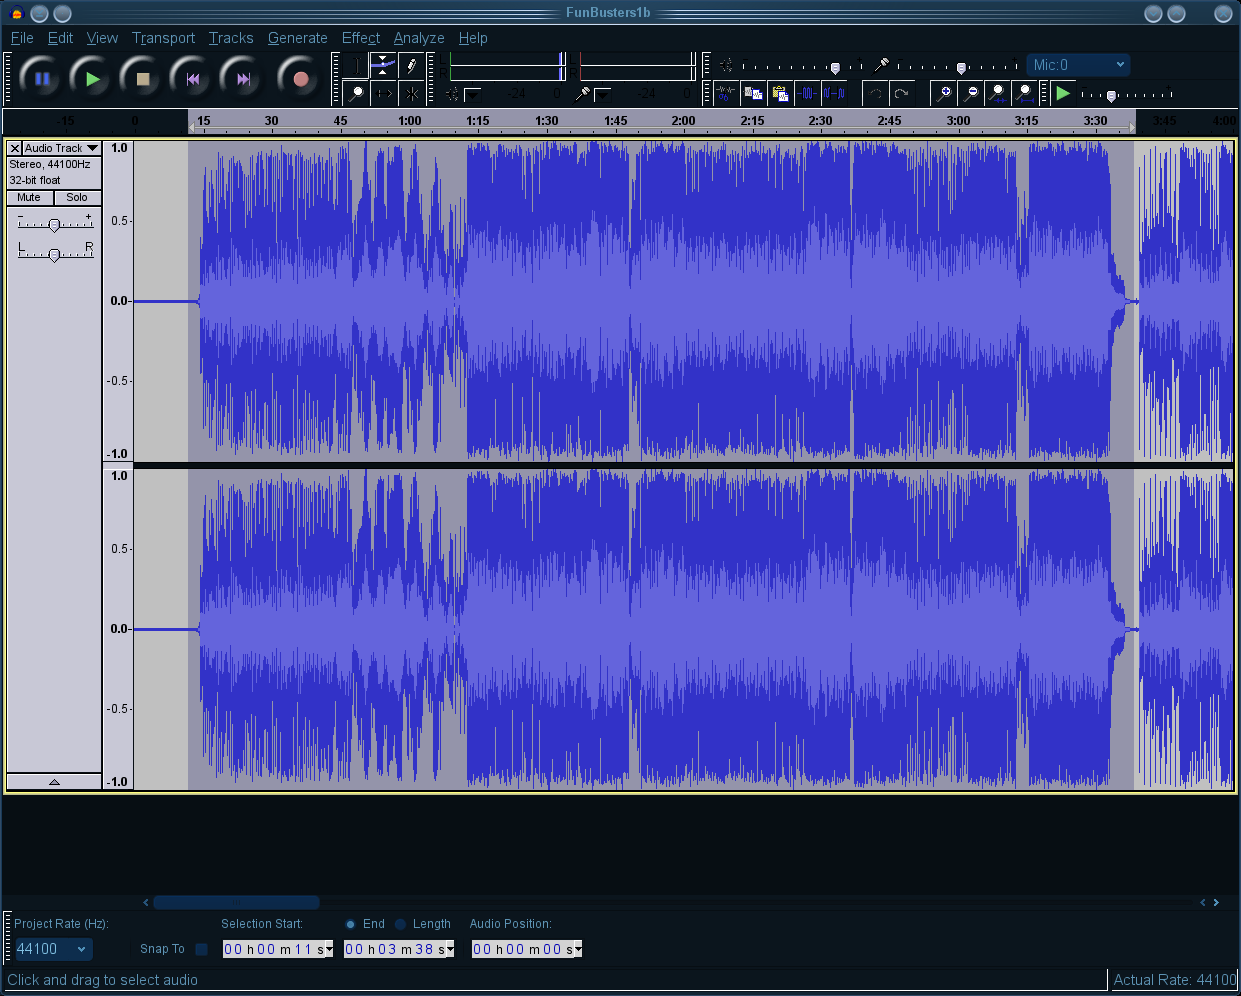 FunBusters1b
File Edit View Transport Tracks Generate Effect Analyze Help
L
R
L
R
-24 0
-24 0
Mic:0
-15 0 15 30 45 1:00 1:15 1:30 1:45 2:00 2:15 2:30 2:45 3:00 3:15 3:30 3:45 4:00
Audio Track
Stereo, 44100Hz
32-bit float
Mute Solo
- +
L R
1.0
0.5-
0.0-
-0.5-
-1.0
1.0
0.5-
0.0-
-0.5-
-1.0
Project Rate (Hz): Selection Start: End Length Audio Position:
44100 Snap To 00 h 00 m 11 s 00 h 03 m 38 s 00 h 00 m 00 s
Click and drag to select audio Actual Rate: 44100